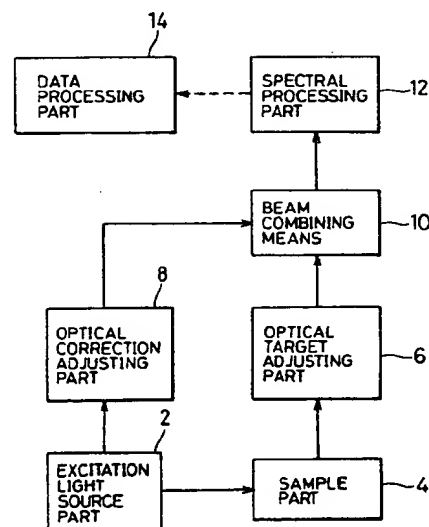 14
DATA
PROCESSING
PART
SPECTRAL
PROCESSING
PART
12
BEAM
COMBINING
MEANS
10
8
OPTICAL
CORRECTION
ADJUSTING
PART
OPTICAL
TARGET
ADJUSTING
PART
6
2
EXCITATION
LIGHT
SOURCE
PART
SAMPLE
PART
4